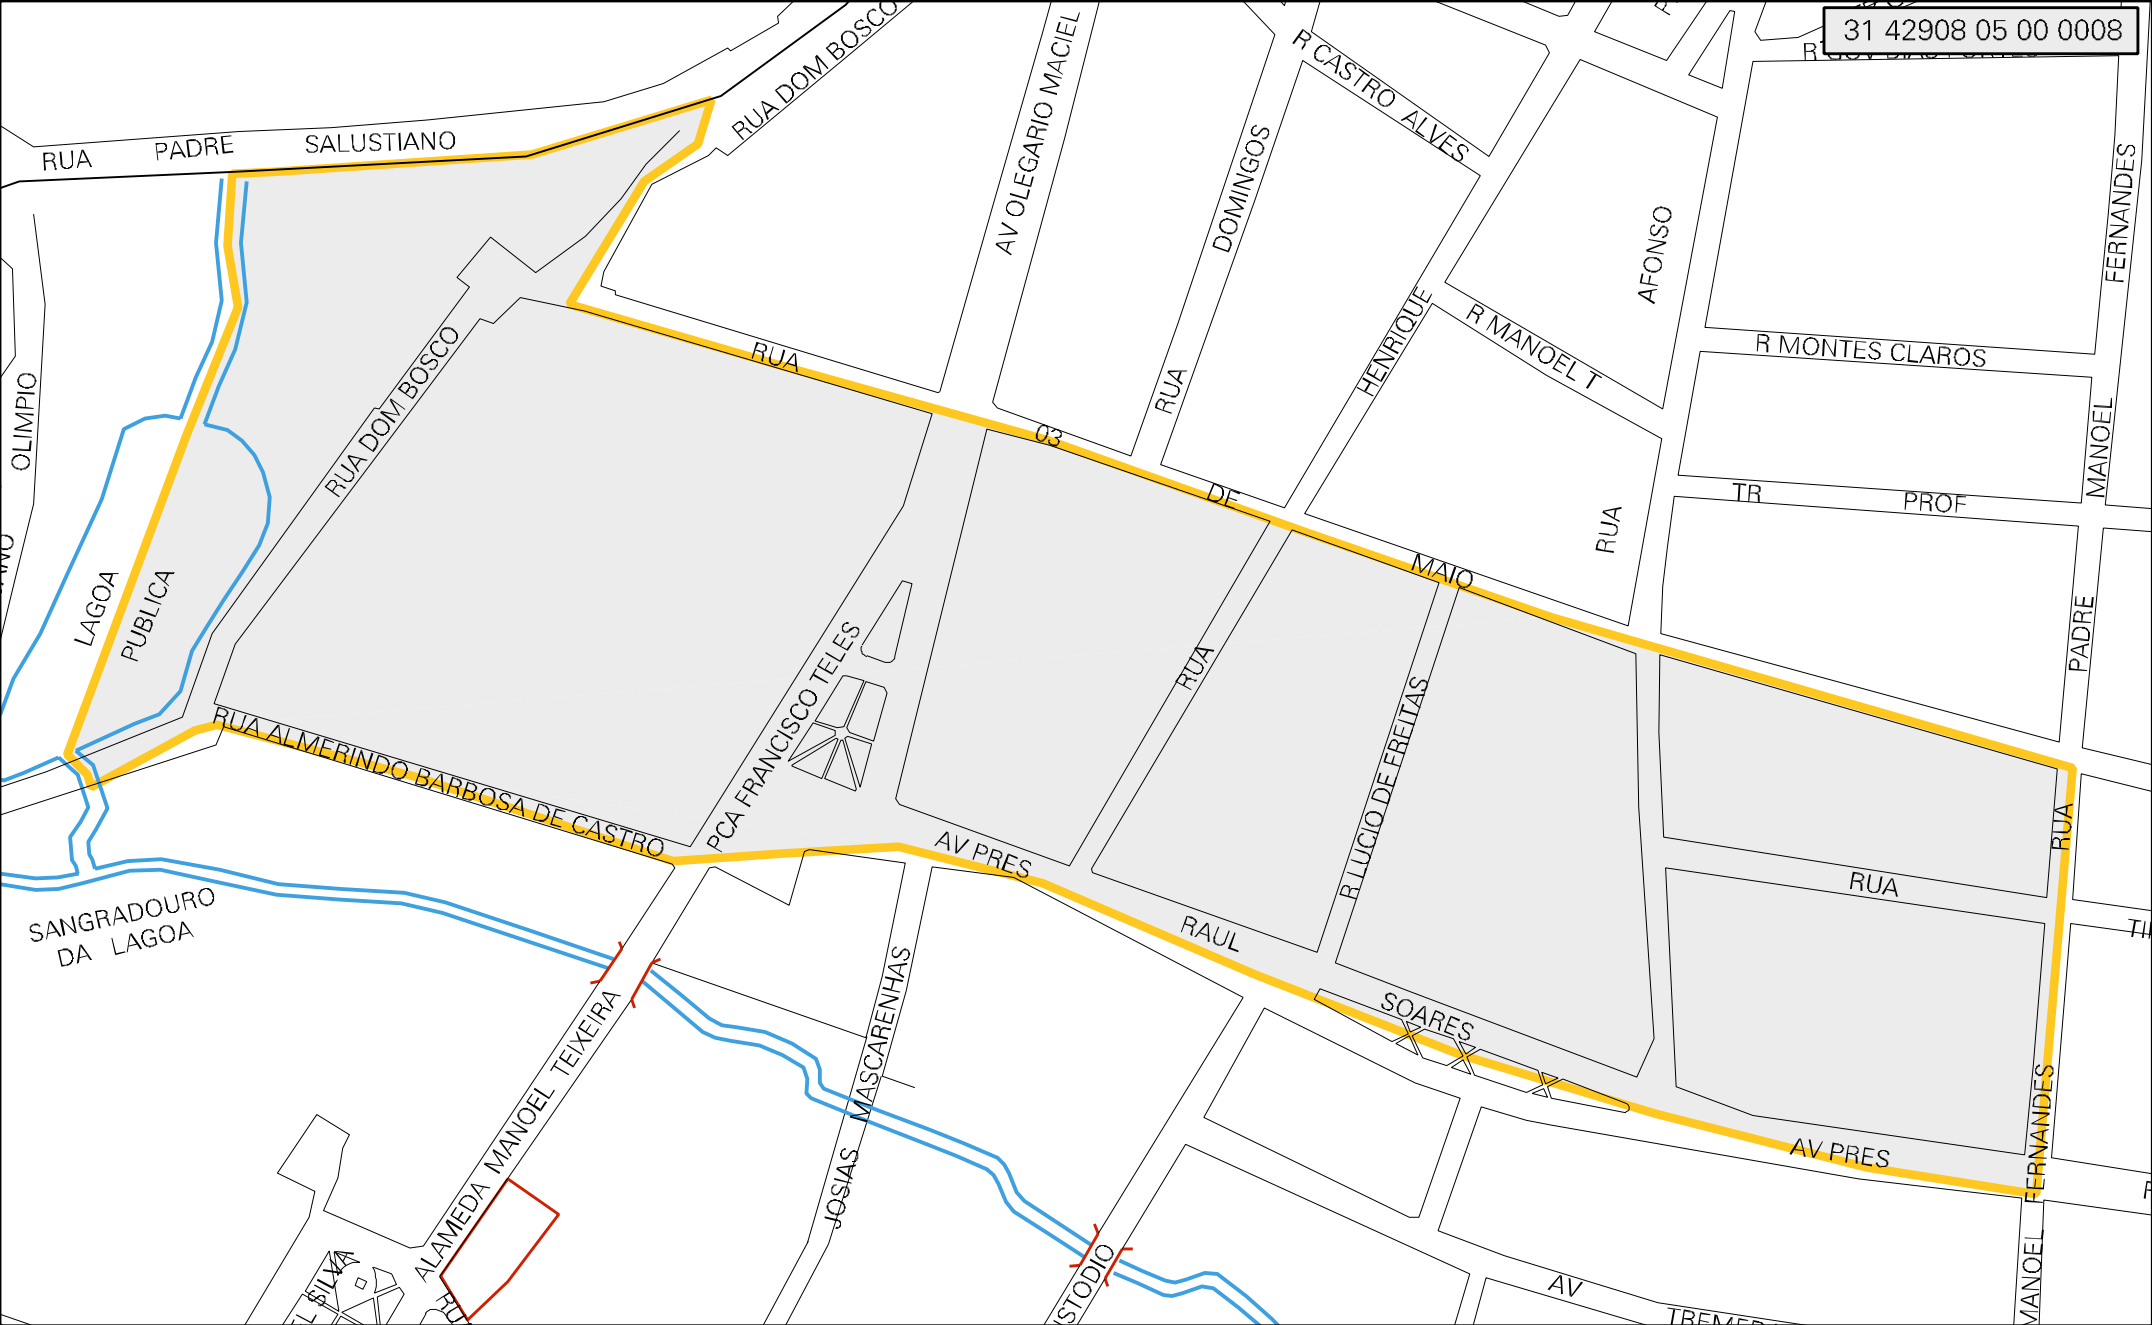 31 42908 05 00 0008
RUA PADRE SALUSTIANO
RUA DOM BOSCO
AV OLEGARIO MACIEL
R CASTRO ALVES
RUA DOMINGOS
HENRIQUE
R MANOEL T
RUA AFONSO
R MONTES CLAROS
TR PROF
FERNANDES
MANOEL
PADRE
RUA
OLIMPIO
RUA DOM BOSCO
RUA 03 DE MAIO
LAGOA
PUBLICA
RUA ALMERINDO BARBOSA DE CASTRO
PCA FRANCISCO TELES
RUA
R LUCIO DE FREITAS
RUA
AV PRES RAUL SOARES
AV PRES
FERNANDES
MANOEL
SANGRADOURO
DA LAGOA
ALAMEDA MANOEL TEIXEIRA
JOSIAS MASCARENHAS
AV